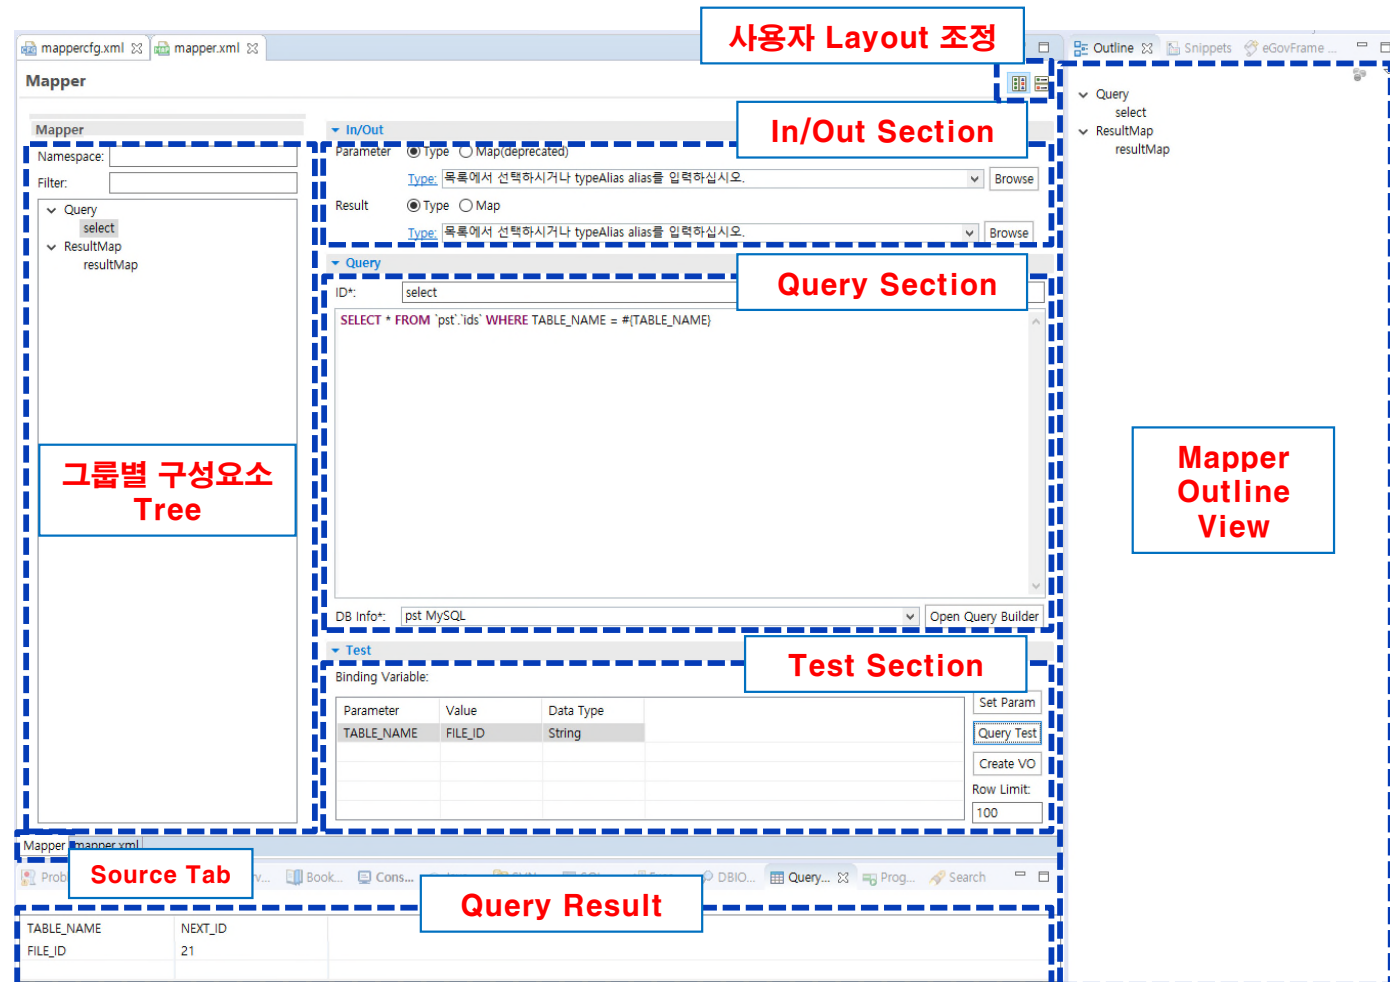 사용자 Layout 조정
mappercfg.xml
mapper.xml
Outline
Snippets
eGovFrame ...
Mapper
Mapper
Namespace:
Filter:
Query
select
ResultMap
resultMap
그룹별 구성요소
Tree
In/Out
In/Out Section
Parameter Type Map(deprecated)
Type: 목록에서 선택하시거나 typeAlias alias를 입력하십시오. Browse
Result Type Map
Type: 목록에서 선택하시거나 typeAlias alias를 입력하십시오. Browse
Query
Query Section
ID*: select
SELECT * FROM `pst`.`ids` WHERE TABLE_NAME = #{TABLE_NAME}
DB Info*: pst MySQL Open Query Builder
Test
Test Section
Binding Variable:
Parameter Value Data Type
TABLE_NAME FILE_ID String
Set Param
Query Test
Create VO
Row Limit:
100
Query
select
ResultMap
resultMap
Mapper
Outline
View
Mapper mapper.xml
Source Tab
Book... Cons... DBIO... Query... Prog... Search
Query Result
TABLE_NAME NEXT_ID
FILE_ID 21